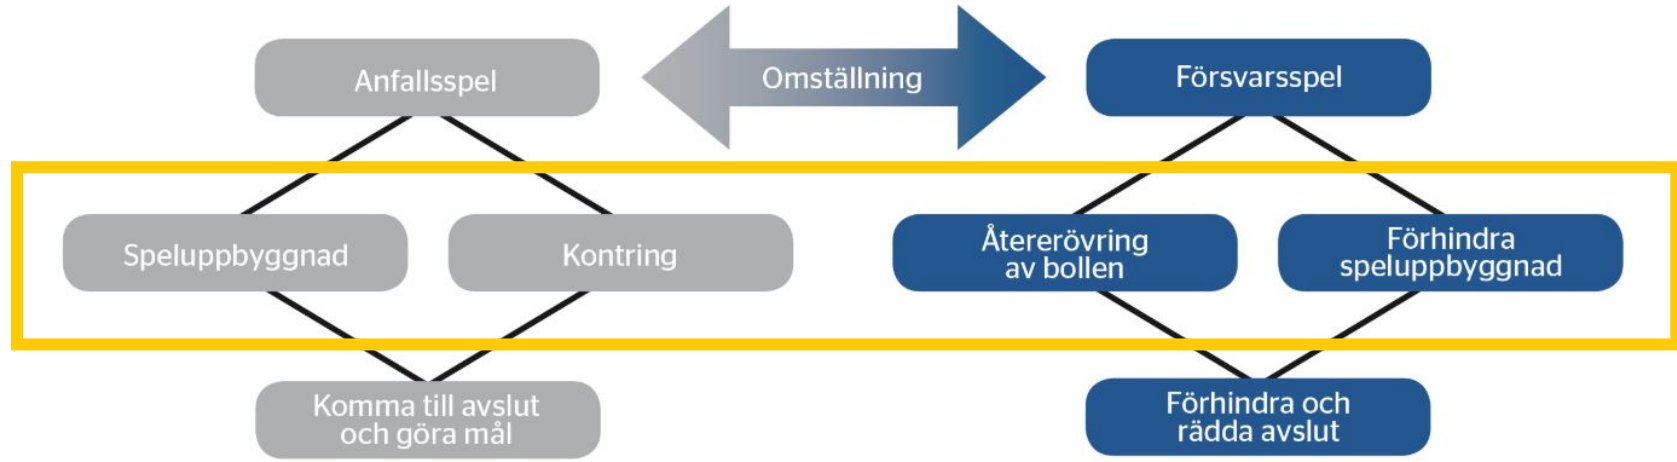 Anfallsspel
Omställning
Försvarsspel
Speluppbyggnad
Kontring
Återerövring
av bollen
Förhindra
speluppbyggnad
Komma till avslut
och göra mål
Förhindra och
rädda avslut